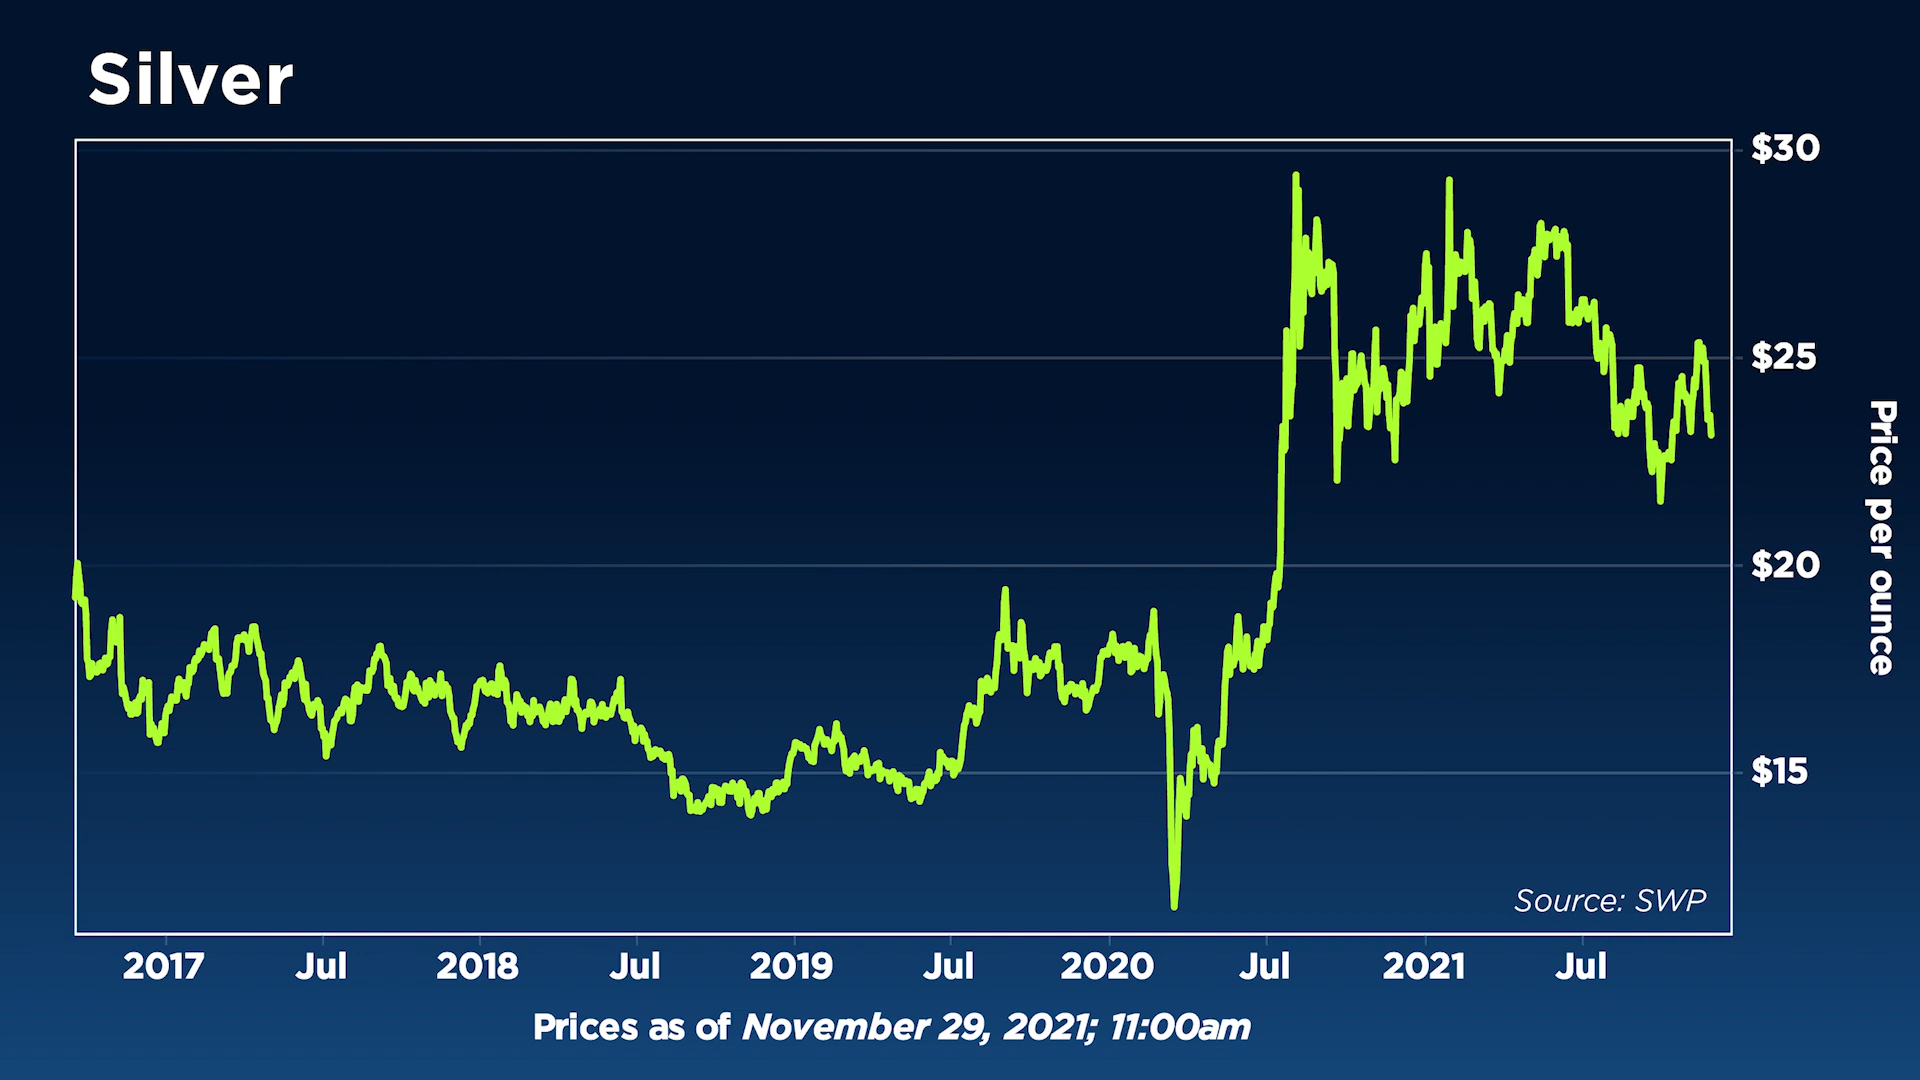 Silver
$30
$25
$20
$15
Price per ounce
Source: SWP
2017 Jul 2018 Jul 2019 Jul 2020 Jul 2021 Jul
Prices as of November 29, 2021; 11:00am